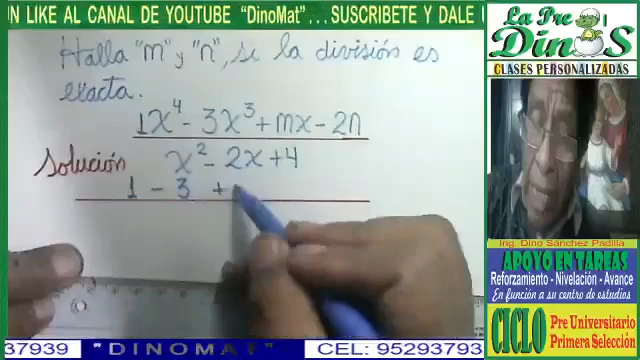 N LIKE AL CANAL DE YOUTUBE "DinoMat"...SUSCRIBETE Y DALE
La Pre
DinoS
CLASES PERSONALIZADAS
Halla "m" y "n", si la división es
exacta.
1x⁴ - 3x³ + mx - 2n
x² - 2x + 4
Solución
1 - 3 +
Ing. Dino Sánchez Padilla
APOYO EN TAREAS
Reforzamiento - Nivelación - Avance
En función a su centro de estudios
CICLO Pre Universitario
Primera Selección
37939 "DINOMAT" CEL: 95293793